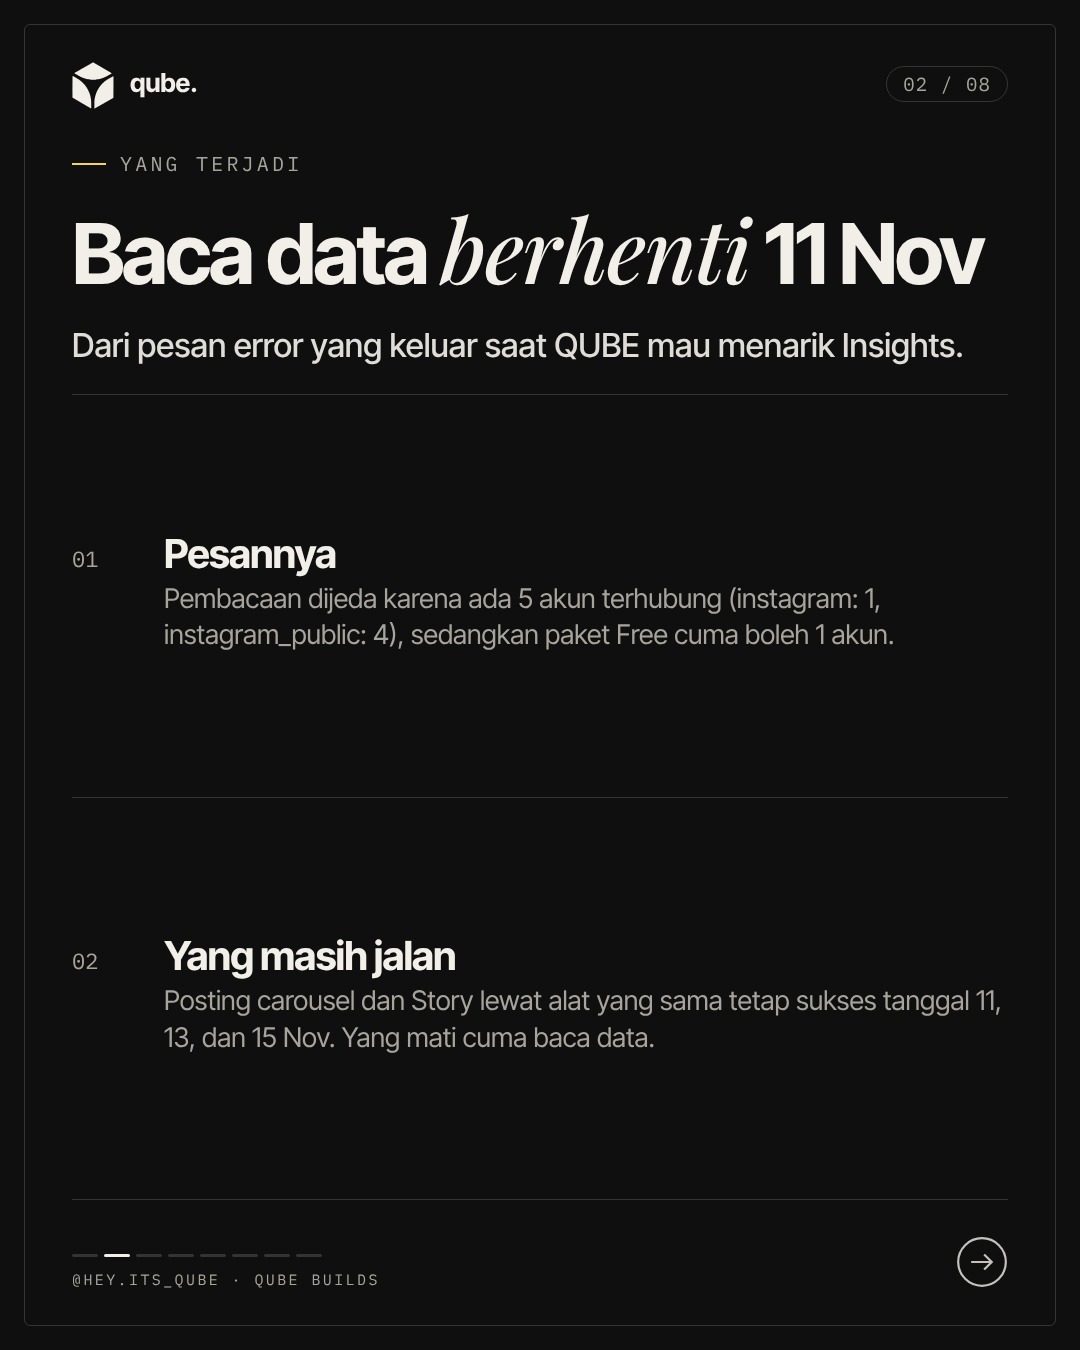 qube.
02 / 08
YANG TERJADI
Baca data berhenti 11 Nov
Dari pesan error yang keluar saat QUBE mau menarik Insights.
01
Pesannya
Pembacaan dijeda karena ada 5 akun terhubung (instagram: 1,
instagram_public: 4), sedangkan paket Free cuma boleh 1 akun.
02
Yang masih jalan
Posting carousel dan Story lewat alat yang sama tetap sukses tanggal 11,
13, dan 15 Nov. Yang mati cuma baca data.
@HEY.ITS_QUBE · QUBE BUILDS